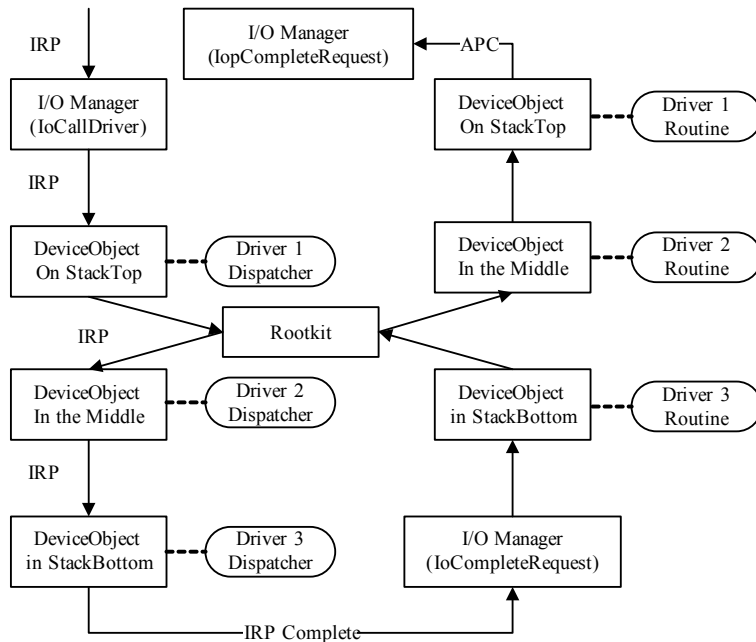 IRP
I/O Manager
(IoCallDriver)
IRP
DeviceObject
On StackTop
Driver 1
Dispatcher
IRP
DeviceObject
In the Middle
Driver 2
Dispatcher
IRP
DeviceObject
in StackBottom
Driver 3
Dispatcher
IRP Complete
Rootkit
I/O Manager
(IopCompleteRequest)
APC
DeviceObject
On StackTop
Driver 1
Routine
DeviceObject
In the Middle
Driver 2
Routine
DeviceObject
in StackBottom
Driver 3
Routine
I/O Manager
(IoCompleteRequest)